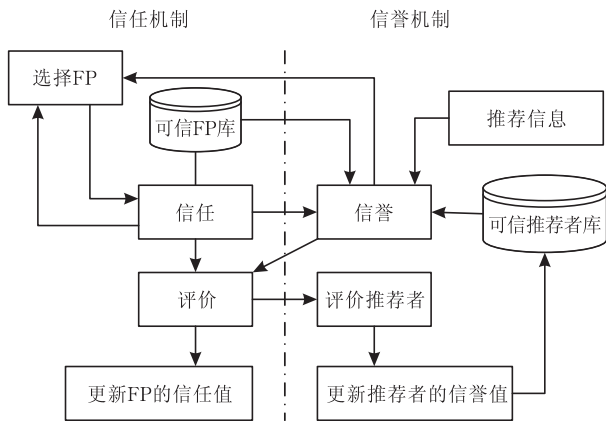 信任机制
信誉机制
选择FP
可信FP库
推荐信息
信任
信誉
可信推荐者库
评价
评价推荐者
更新FP的信任值
更新推荐者的信誉值